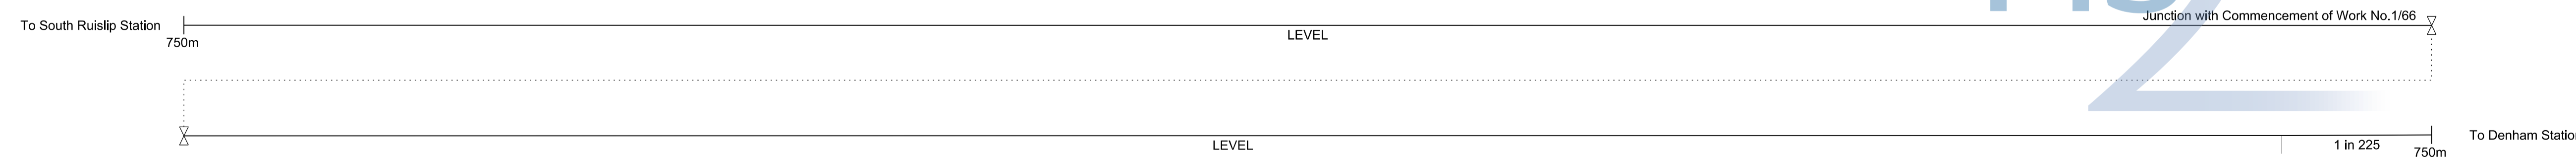 To South Ruislip Station
750m
LEVEL
Junction with Commencement of Work No.1/66
LEVEL
1 in 225
750m
To Denham